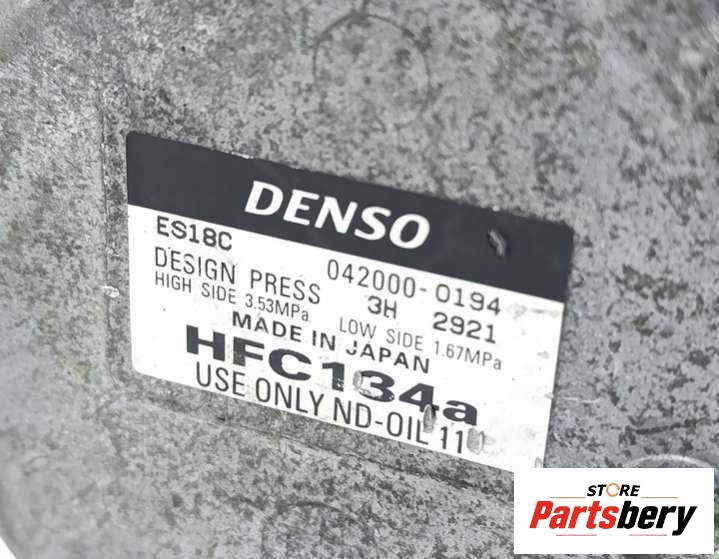 DENSO
ES18C 042000-0194
DESIGN PRESS 3H 2921
HIGH SIDE 3.53MPa LOW SIDE 1.67MPa
MADE IN JAPAN
HFC134a
USE ONLY ND-OIL 11
STORE
Partsbery